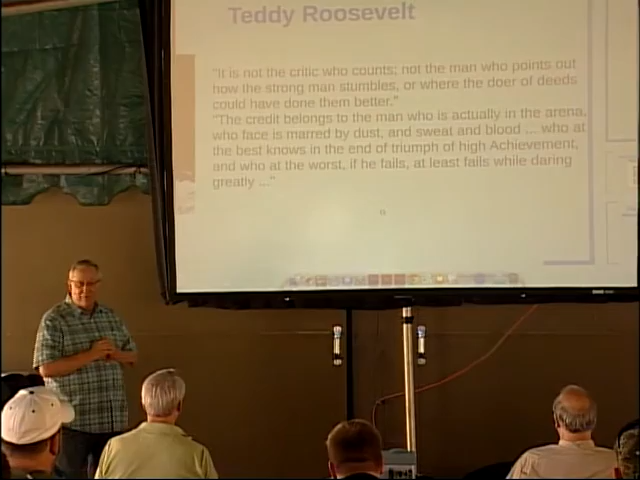 Teddy Roosevelt
"It is not the critic who counts; not the man who points out
how the strong man stumbles, or where the doer of deeds
could have done them better."
"The credit belongs to the man who is actually in the arena,
who face is marred by dust, and sweat and blood ... who at
the best knows in the end of triumph of high Achievement,
and who at the worst, if he fails, at least fails while daring
greatly ..."